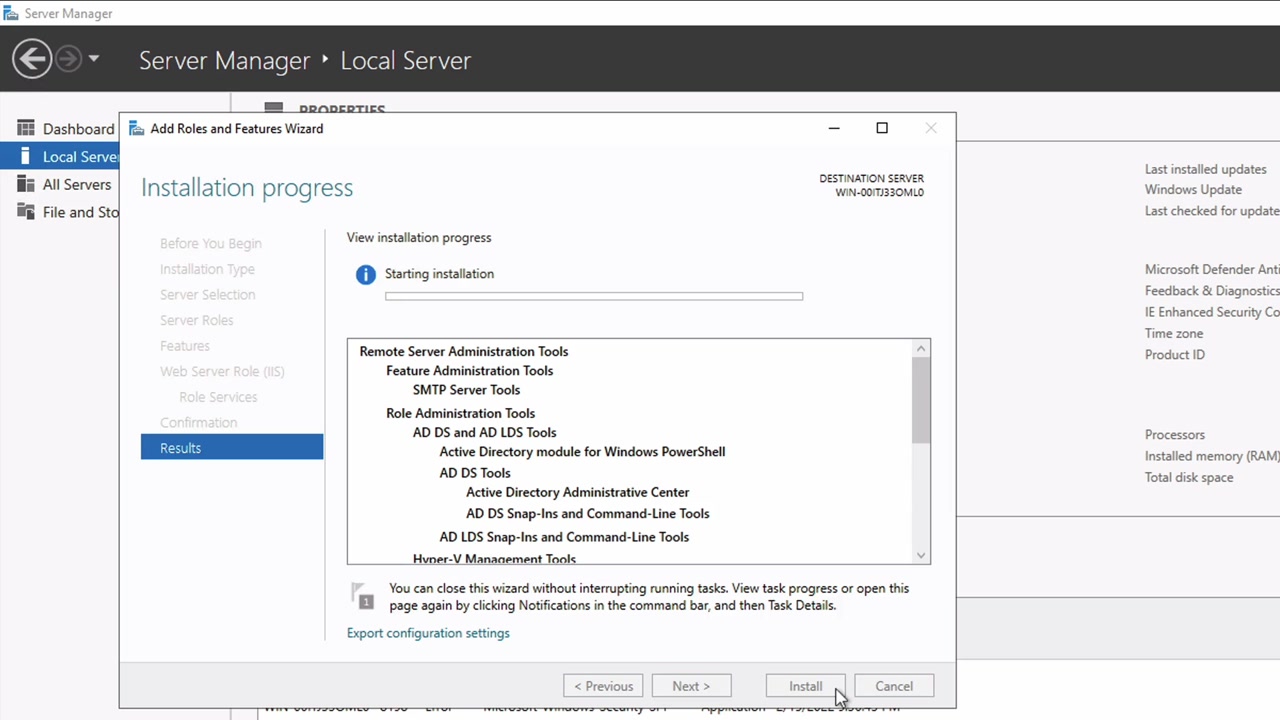 Server Manager
Server Manager ‣ Local Server
PROPERTIES
Dashboard
Local Server
All Servers
File and Sto
Add Roles and Features Wizard
Installation progress
DESTINATION SERVER
WIN-00ITJ33OML0
Before You Begin
Installation Type
Server Selection
Server Roles
Features
Web Server Role (IIS)
Role Services
Confirmation
Results
View installation progress
Starting installation
Remote Server Administration Tools
Feature Administration Tools
SMTP Server Tools
Role Administration Tools
AD DS and AD LDS Tools
Active Directory module for Windows PowerShell
AD DS Tools
Active Directory Administrative Center
AD DS Snap-Ins and Command-Line Tools
AD LDS Snap-Ins and Command-Line Tools
Hyper-V Management Tools
1
You can close this wizard without interrupting running tasks. View task progress or open this
page again by clicking Notifications in the command bar, and then Task Details.
Export configuration settings
< Previous
Next >
Install
Cancel
Last installed updates
Windows Update
Last checked for update
Microsoft Defender Anti
Feedback & Diagnostics
IE Enhanced Security Co
Time zone
Product ID
Processors
Installed memory (RAM)
Total disk space